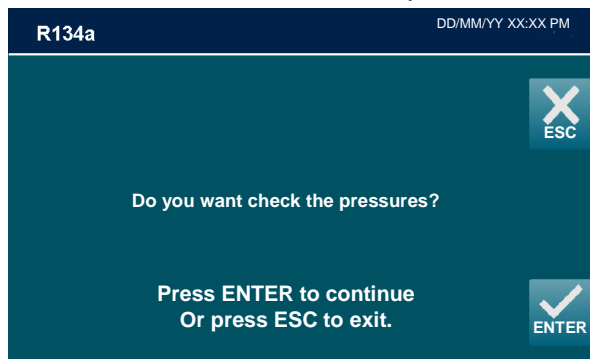 R134a
DD/MM/YY XX:XX PM
ESC
Do you want check the pressures?
Press ENTER to continue
Or press ESC to exit.
ENTER